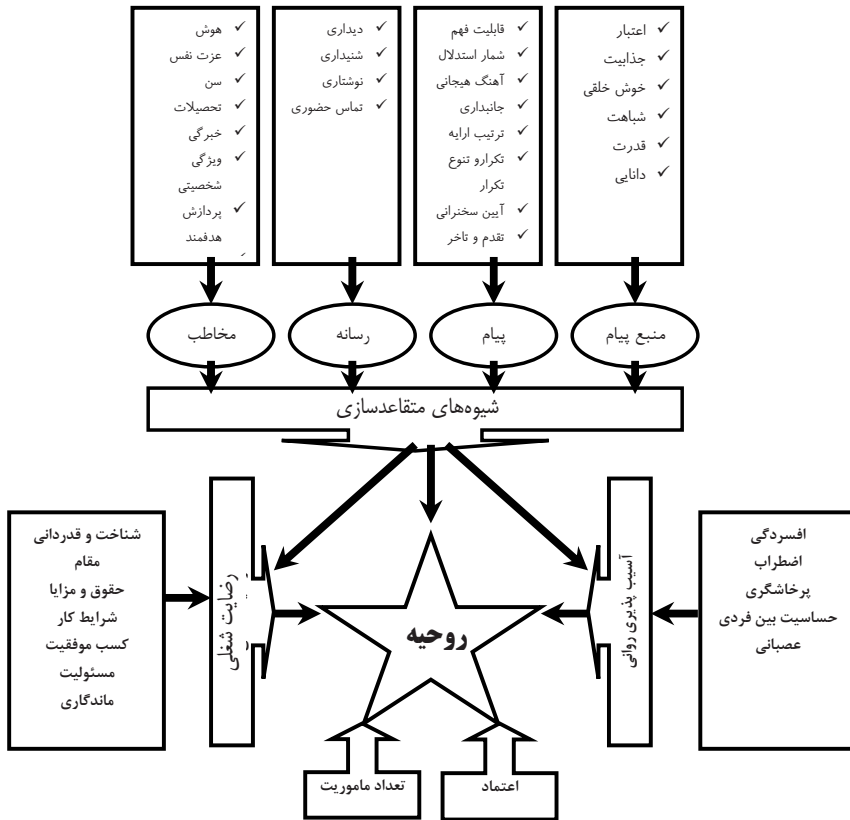 اعتبار
جذابیت
خوش خلقی
شباهت
قدرت
دانایی
قابلیت فهم
شمار استدلال
آهنگ هیجانی
جانبداری
ترتیب ارایه
تکرارو تنوع
تکرار
آیین سخنرانی
تقدم و تاخر
دیداری
شنیداری
نوشتاری
تماس حضوری
هوش
عزت نفس
سن
تحصیلات
خبرگی
ویژگی
شخصیتی
پردازش
هدفمند
منبع پیام
پیام
رسانه
مخاطب
شیوه‌های متقاعدسازی
افسردگی
اضطراب
پرخاشگری
حساسیت بین فردی
عصبانی
آسیب پذیری روانی
روحیه
رضایت شغلی
شناخت و قدردانی
مقام
حقوق و مزایا
شرایط کار
کسب موفقیت
مسئولیت
ماندگاری
اعتماد
تعداد ماموریت